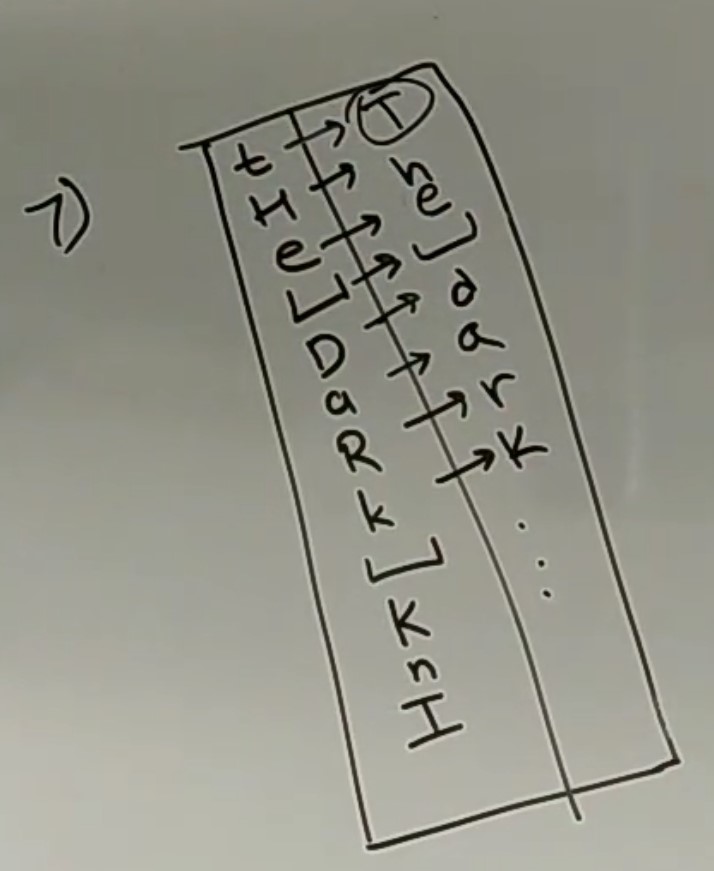 7)
t → T
H → h
e → e
␣ → ␣
D → d
a → a
R → r
k → k
␣ .
K .
n .
I